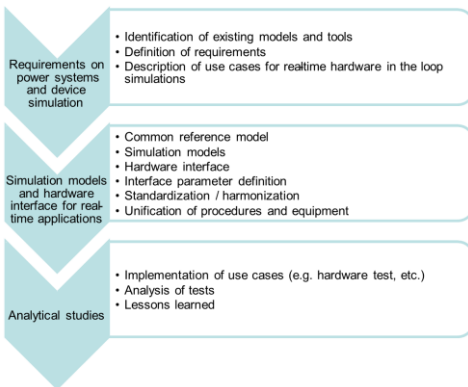 Requirements on
power systems
and device
simulation
• Identification of existing models and tools
• Definition of requirements
• Description of use cases for realtime hardware in the loop
simulations
Simulation models
and hardware
interface for real-
time applications
• Common reference model
• Simulation models
• Hardware interface
• Interface parameter definition
• Standardization / harmonization
• Unification of procedures and equipment
Analytical studies
• Implementation of use cases (e.g. hardware test, etc.)
• Analysis of tests
• Lessons learned